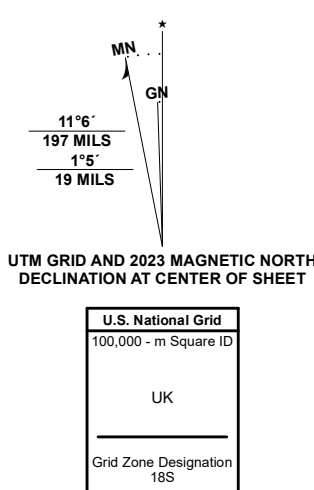 ★
MN
GN
11°6´
197 MILS
1°5´
19 MILS
UTM GRID AND 2023 MAGNETIC NORTH
DECLINATION AT CENTER OF SHEET
U.S. National Grid
100,000 - m Square ID
UK
Grid Zone Designation
18S